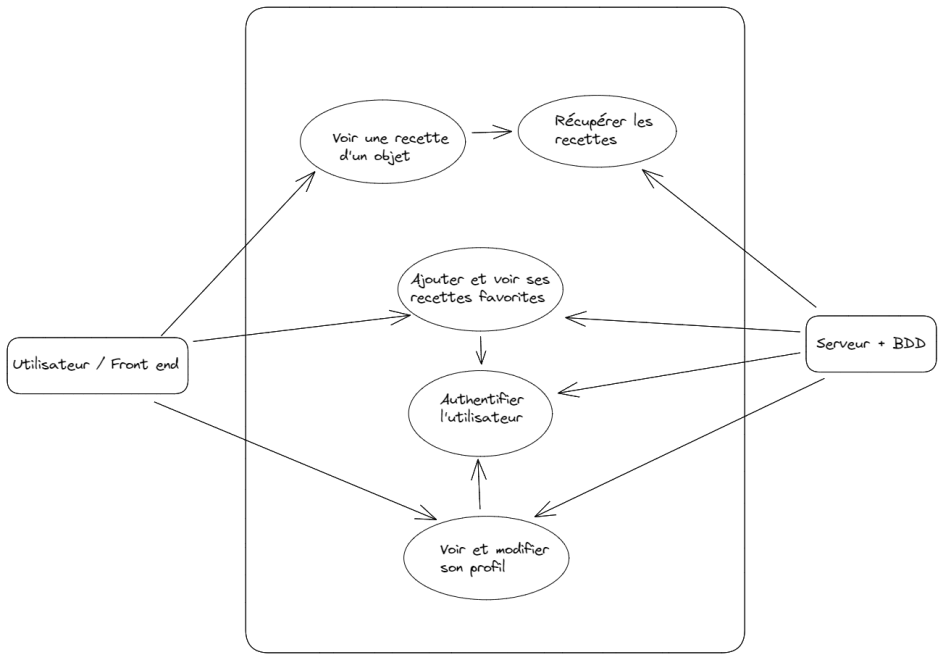 Voir une recette
d'un objet
Récupérer les
recettes
Ajouter et voir ses
recettes favorites
Utilisateur / Front end
Serveur + BDD
Authentifier
l'utilisateur
Voir et modifier
son profil